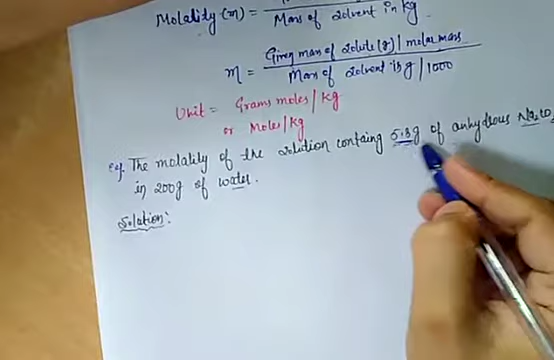 Molality (m) =
Mass of solvent in kg
m = Given mass of solute (g) / molar mass
Mass of solvent is g / 1000
Unit = Grams moles / kg
or Moles / kg
eg. The molality of the solution containg 5.3g of anhydrous Na2CO3
in 200g of water.
Solution: